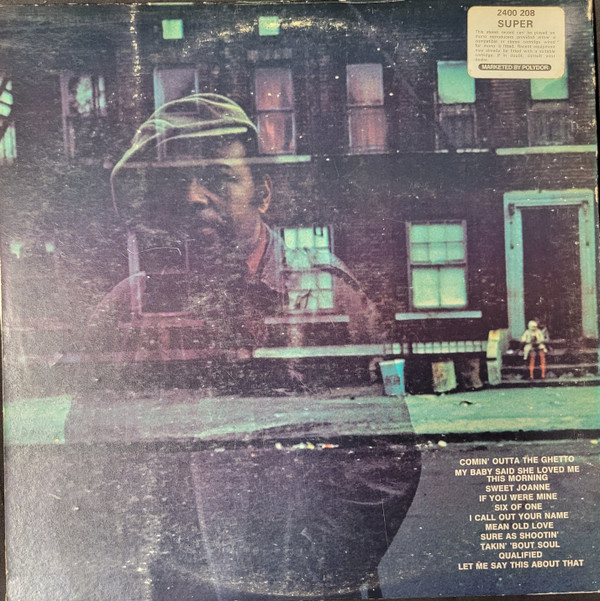 2400 208
SUPER
MARKETED BY POLYDOR
COMIN' OUTTA THE GHETTO
MY BABY SAID SHE LOVED ME
THIS MORNING
SWEET JOANNE
IF YOU WERE MINE
SIX OF ONE
I CALL OUT YOUR NAME
MEAN OLD LOVE
SURE AS SHOOTIN'
TAKIN' 'BOUT SOUL
QUALIFIED
LET ME SAY THIS ABOUT THAT